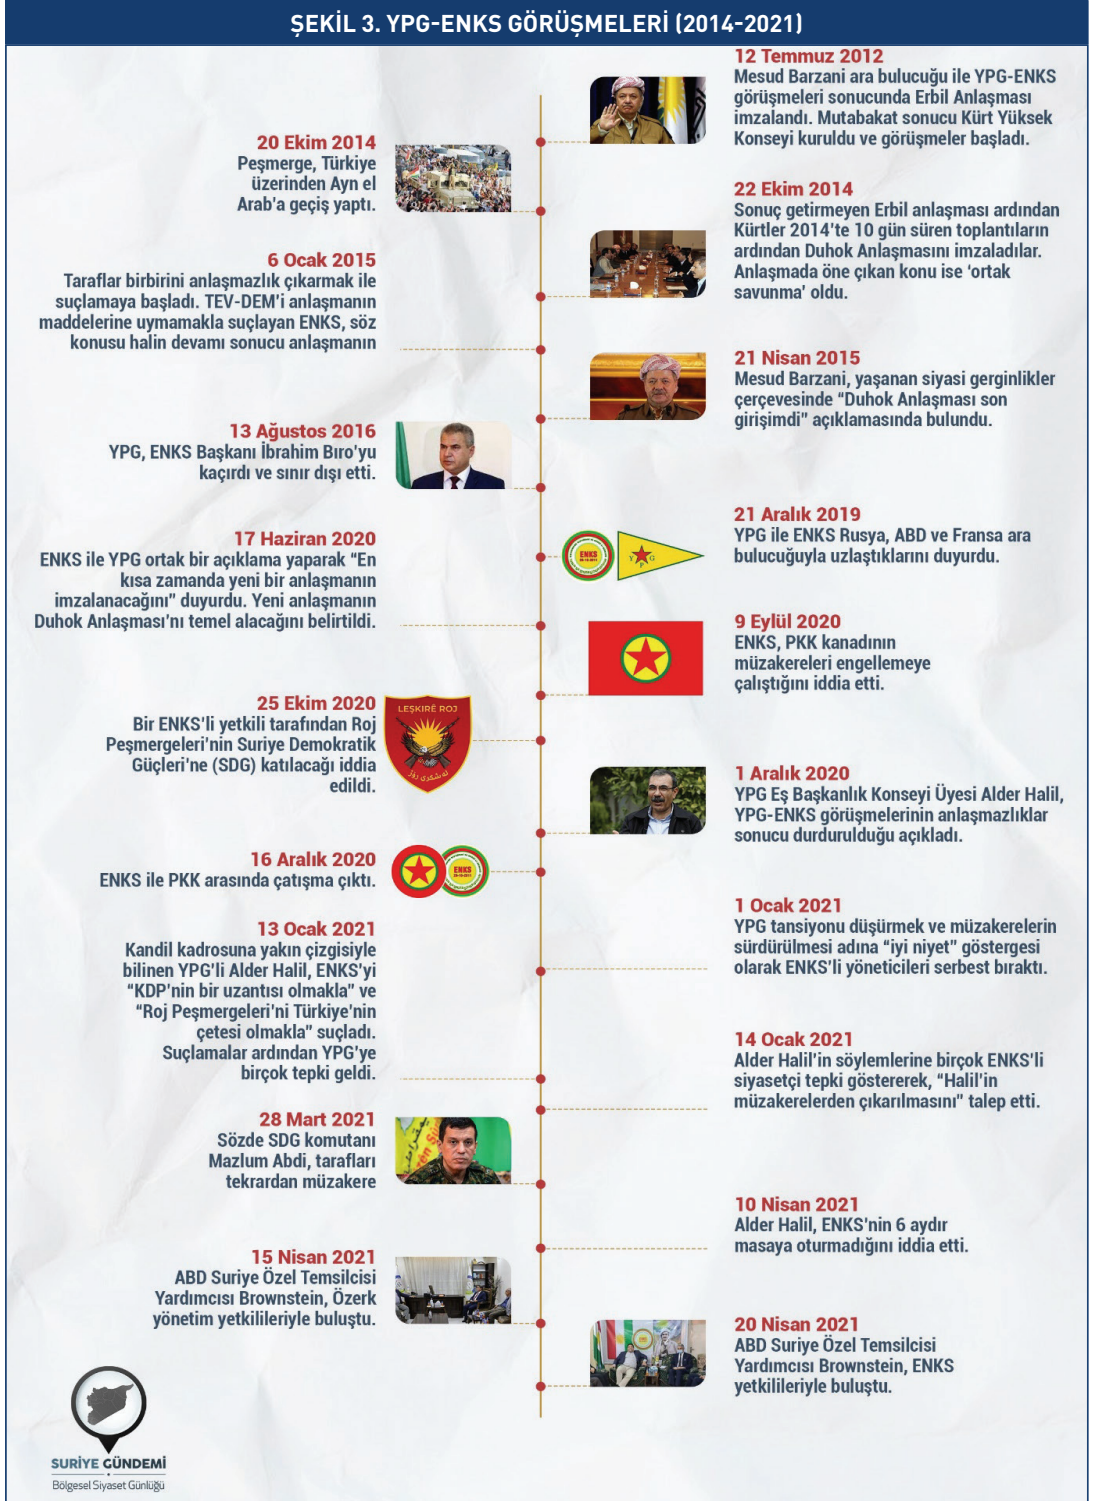 ŞEKİL 3. YPG-ENKS GÖRÜŞMELERİ (2014-2021)
12 Temmuz 2012
Mesud Barzani ara bulucuğu ile YPG-ENKS
görüşmeleri sonucunda Erbil Anlaşması
imzalandı. Mutabakat sonucu Kürt Yüksek
Konseyi kuruldu ve görüşmeler başladı.
20 Ekim 2014
Peşmerge, Türkiye
üzerinden Ayn el
Arab'a geçiş yaptı.
22 Ekim 2014
Sonuç getirmeyen Erbil anlaşması ardından
Kürtler 2014'te 10 gün süren toplantıların
ardından Duhok Anlaşmasını imzaladılar.
Anlaşmada öne çıkan konu ise 'ortak
savunma' oldu.
6 Ocak 2015
Taraflar birbirini anlaşmazlık çıkarmak ile
suçlamaya başladı. TEV-DEM'i anlaşmanın
maddelerine uymamakla suçlayan ENKS, söz
konusu halin devamı sonucu anlaşmanın
21 Nisan 2015
Mesud Barzani, yaşanan siyasi gerginlikler
çerçevesinde "Duhok Anlaşması son
girişimdi" açıklamasında bulundu.
13 Ağustos 2016
YPG, ENKS Başkanı İbrahim Bıro'yu
kaçırdı ve sınır dışı etti.
21 Aralık 2019
YPG ile ENKS Rusya, ABD ve Fransa ara
bulucuğuyla uzlaştıklarını duyurdu.
ENKS
Y P G
17 Haziran 2020
ENKS ile YPG ortak bir açıklama yaparak "En
kısa zamanda yeni bir anlaşmanın
imzalanacağını" duyurdu. Yeni anlaşmanın
Duhok Anlaşması'nı temel alacağını belirtildi.
9 Eylül 2020
ENKS, PKK kanadının
müzakereleri engellemeye
çalıştığını iddia etti.
25 Ekim 2020
Bir ENKS'li yetkili tarafından Roj
Peşmergeleri'nin Suriye Demokratik
Güçleri'ne (SDG) katılacağı iddia
edildi.
LEŞKIRÊ ROJ
لەشکری رۆژ
1 Aralık 2020
YPG Eş Başkanlık Konseyi Üyesi Alder Halil,
YPG-ENKS görüşmelerinin anlaşmazlıklar
sonucu durdurulduğu açıkladı.
16 Aralık 2020
ENKS ile PKK arasında çatışma çıktı.
ENKS
1 Ocak 2021
YPG tansiyonu düşürmek ve müzakerelerin
sürdürülmesi adına "iyi niyet" göstergesi
olarak ENKS'li yöneticileri serbest bıraktı.
13 Ocak 2021
Kandil kadrosuna yakın çizgisiyle
bilinen YPG'li Alder Halil, ENKS'yi
"KDP'nin bir uzantısı olmakla" ve
"Roj Peşmergeleri'ni Türkiye'nin
çetesi olmakla" suçladı.
Suçlamalar ardından YPG'ye
birçok tepki geldi.
14 Ocak 2021
Alder Halil'in söylemlerine birçok ENKS'li
siyasetçi tepki göstererek, "Halil'in
müzakerelerden çıkarılmasını" talep etti.
28 Mart 2021
Sözde SDG komutanı
Mazlum Abdi, tarafları
tekrardan müzakere
10 Nisan 2021
Alder Halil, ENKS'nin 6 aydır
masaya oturmadığını iddia etti.
15 Nisan 2021
ABD Suriye Özel Temsilcisi
Yardımcısı Brownstein, Özerk
yönetim yetkilileriyle buluştu.
20 Nisan 2021
ABD Suriye Özel Temsilcisi
Yardımcısı Brownstein, ENKS
yetkilileriyle buluştu.
SURİYE GÜNDEMİ
Bölgesel Siyaset Günlüğü